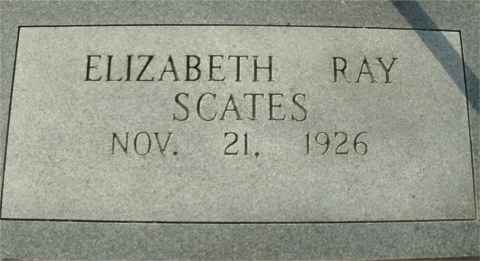 ELIZABETH RAY
SCATES
NOV. 21, 1926